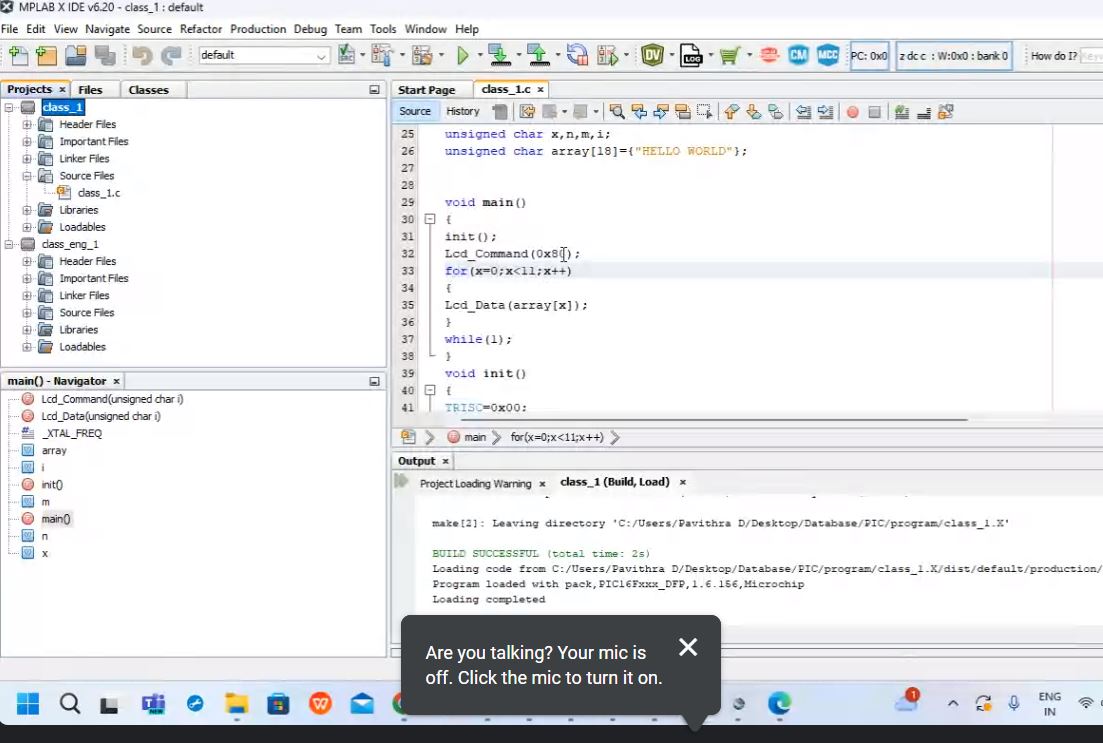 MPLAB X IDE v6.20 - class_1 : default
File Edit View Navigate Source Refactor Production Debug Team Tools Window Help
default
PC: 0x0
z dc c : W:0x0 : bank 0
How do I?
DV
LOG
CM
MCC
Projects × Files Classes
class_1
Header Files
Important Files
Linker Files
Source Files
class_1.c
Libraries
Loadables
class_eng_1
Header Files
Important Files
Linker Files
Source Files
Libraries
Loadables
main() - Navigator ×
Lcd_Command(unsigned char i)
Lcd_Data(unsigned char i)
_XTAL_FREQ
array
i
init()
m
main()
n
x
Start Page class_1.c ×
Source History
25 unsigned char x,n,m,i;
26 unsigned char array[18]={"HELLO WORLD"};
27
28
29 void main()
30 {
31 init();
32 Lcd_Command(0x80);
33 for(x=0;x<11;x++)
34 {
35 Lcd_Data(array[x]);
36 }
37 while(1);
38 }
39 void init()
40 {
41 TRISC=0x00;
main for(x=0;x<11;x++)
Output ×
Project Loading Warning × class_1 (Build, Load) ×
make[2]: Leaving directory 'C:/Users/Pavithra D/Desktop/Database/PIC/program/class_1.X'
BUILD SUCCESSFUL (total time: 2s)
Loading code from C:/Users/Pavithra D/Desktop/Database/PIC/program/class_1.X/dist/default/production/
Program loaded with pack,PIC16Fxxx_DFP,1.6.156,Microchip
Loading completed
Are you talking? Your mic is
off. Click the mic to turn it on.
1
ENG
IN